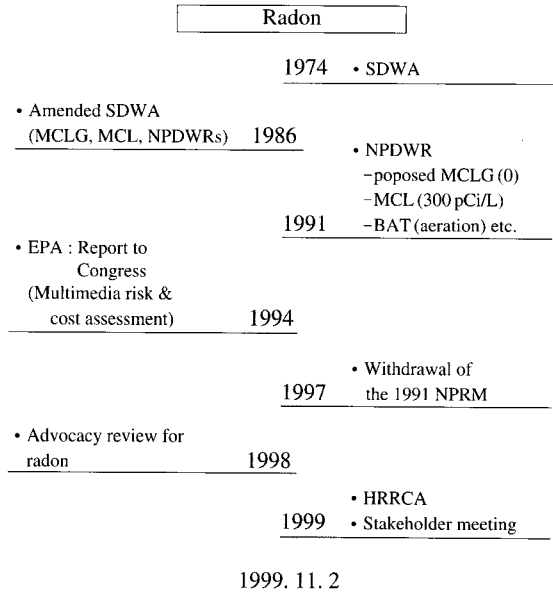 Radon
1974 • SDWA
• Amended SDWA
(MCLG, MCL, NPDWRs) 1986
• NPDWR
-poposed MCLG (0)
-MCL (300 pCi/L)
1991 -BAT (aeration) etc.
• EPA : Report to
Congress
(Multimedia risk &
cost assessment) 1994
• Withdrawal of
1997 the 1991 NPRM
• Advocacy review for
radon 1998
• HRRCA
1999 • Stakeholder meeting
1999. 11. 2